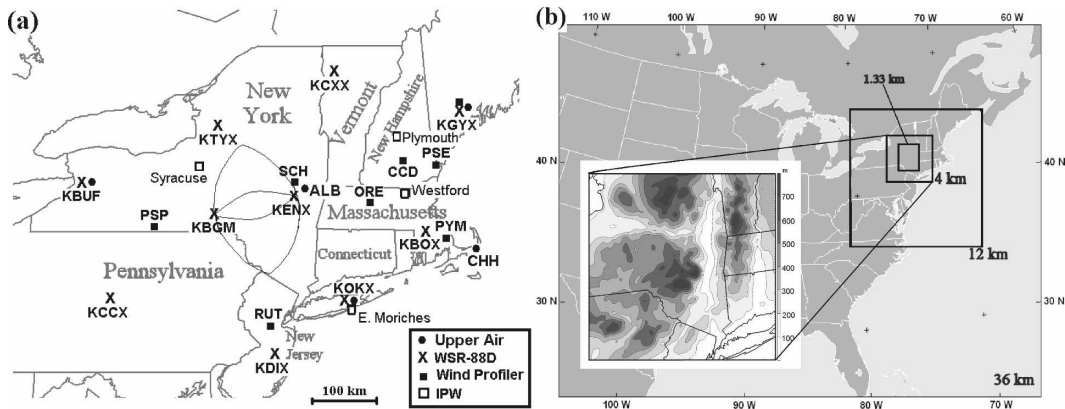 (a)
New
York
Vermont
New Hampshire
Massachusetts
Connecticut
Pennsylvania
New
Jersey
KCXX
KTYX
KGYX
Plymouth
PSE
CCD
Syracuse
SCH
ALB
ORE
Westford
KBUF
KENX
PSP
KBGM
KBOX
PYM
CHH
KOKX
KCCX
RUT
E. Moriches
KDIX
Upper Air
X WSR-88D
Wind Profiler
IPW
100 km
(b)
110 W
100 W
90 W
80 W
70 W
60 W
1.33 km
40 N
40 N
4 km
12 km
30 N
30 N
36 km
m
700
600
500
400
300
200
100
100 W
90 W
80 W
70 W